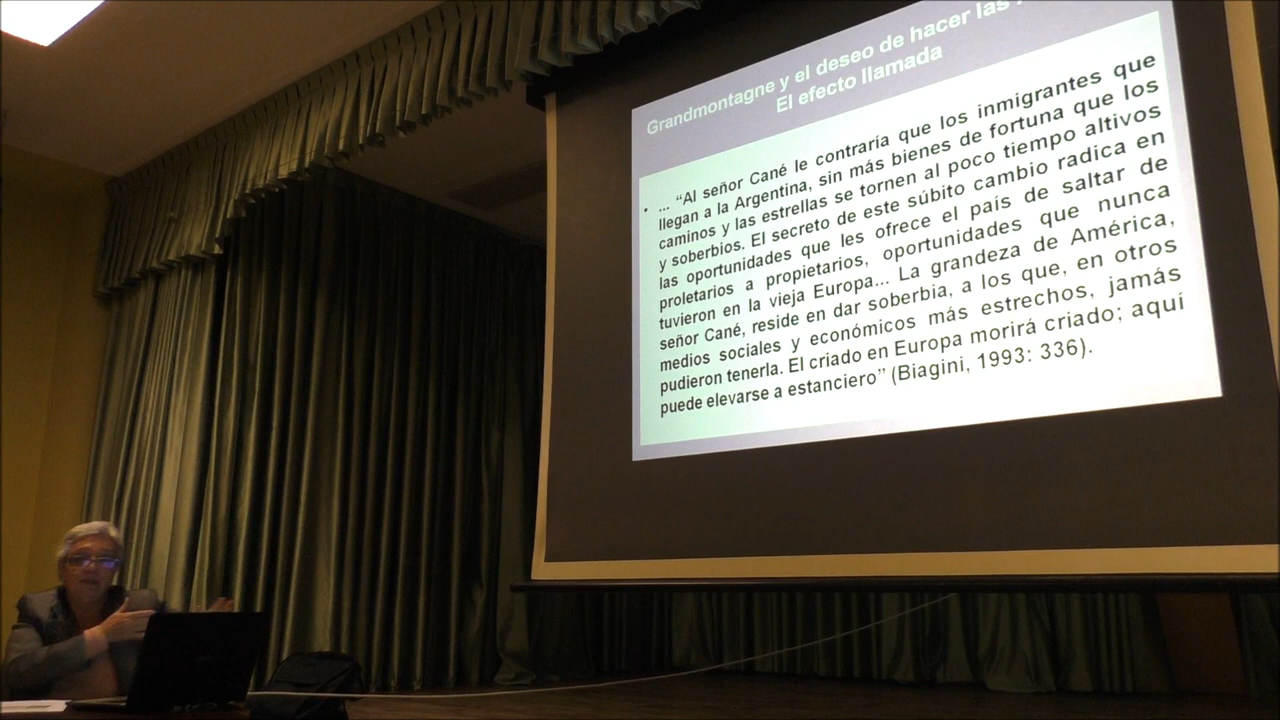 Grandmontagne y el deseo de hacer las
El efecto llamada
• ... “Al señor Cané le contraría que los inmigrantes que
llegan a la Argentina, sin más bienes de fortuna que los
caminos y las estrellas se tornen al poco tiempo altivos
y soberbios. El secreto de este súbito cambio radica en
las oportunidades que les ofrece el país de saltar de
proletarios a propietarios, oportunidades que nunca
tuvieron en la vieja Europa... La grandeza de América,
señor Cané, reside en dar soberbia, a los que, en otros
medios sociales y económicos más estrechos, jamás
pudieron tenerla. El criado en Europa morirá criado; aquí
puede elevarse a estanciero” (Biagini, 1993: 336).